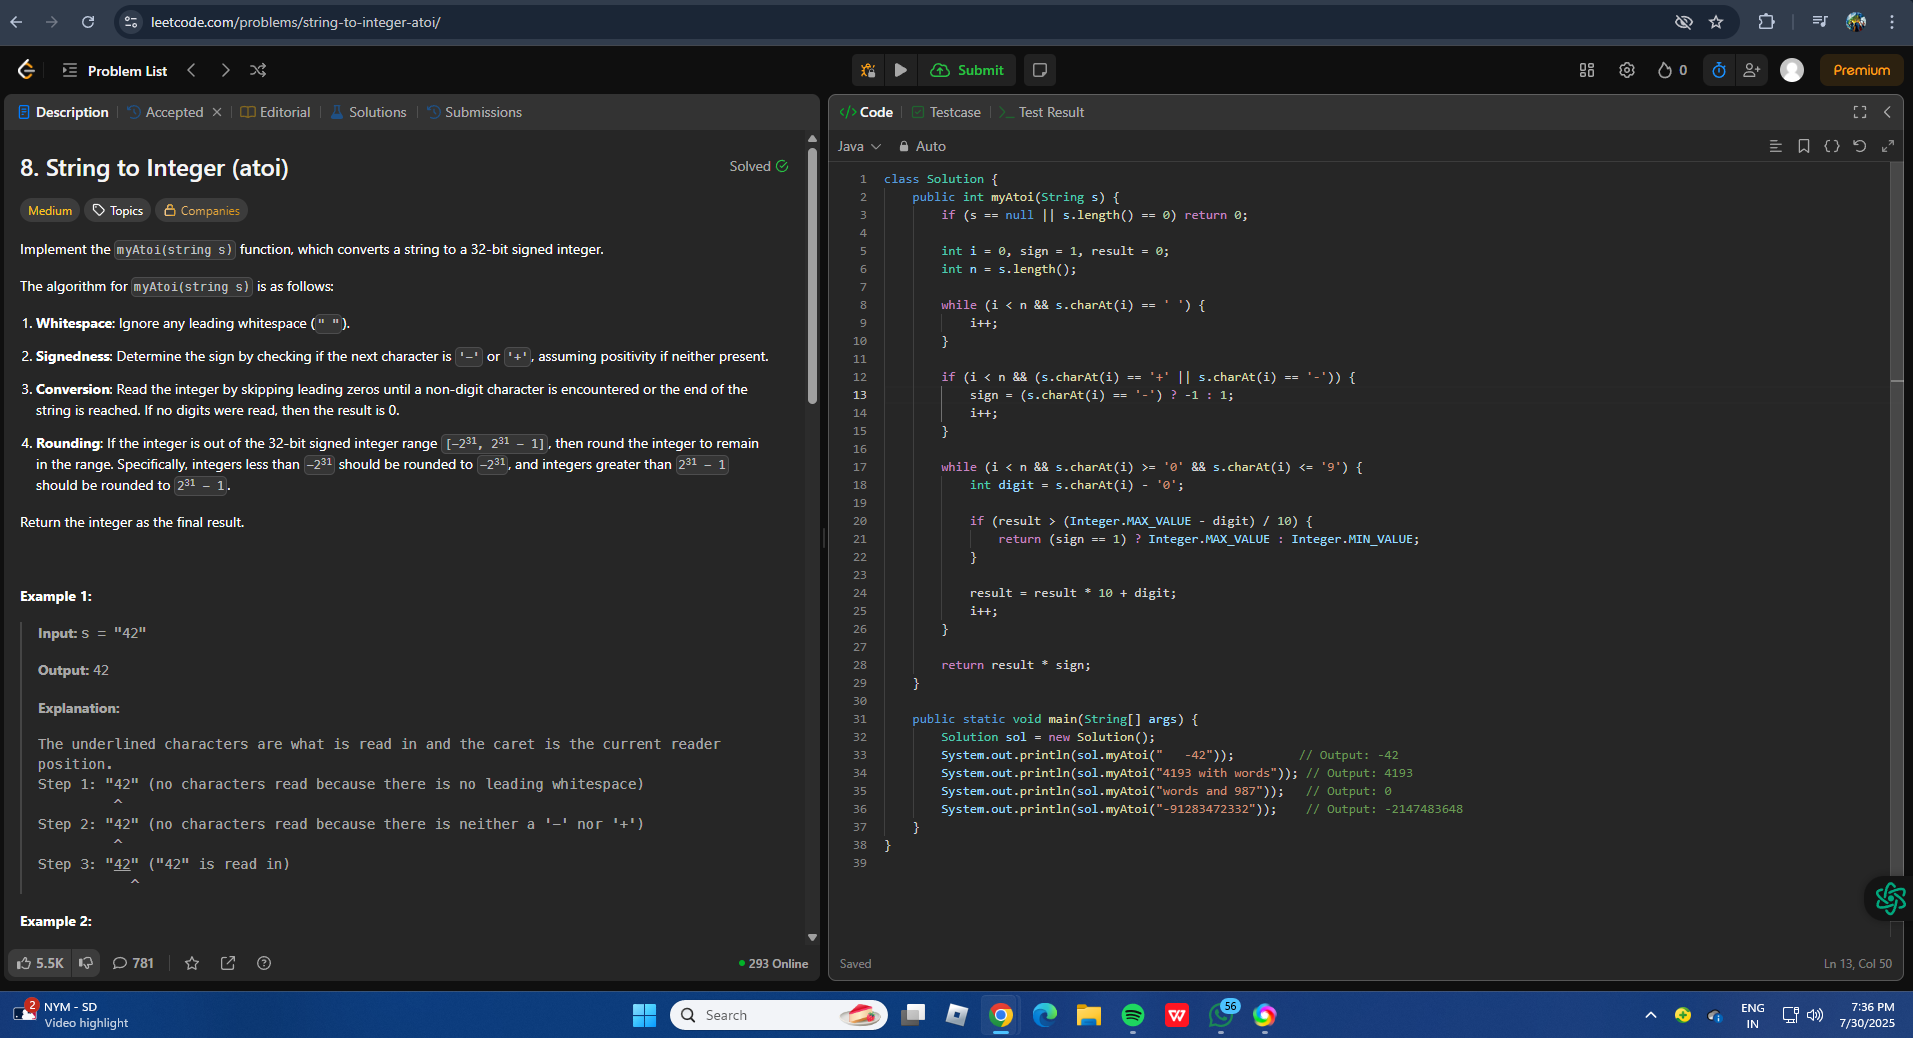 leetcode.com/problems/string-to-integer-atoi/
Problem List
Submit
0
Premium
Description
Accepted
Editorial
Solutions
Submissions
8. String to Integer (atoi)
Solved
Medium
Topics
Companies
Implement the myAtoi(string s) function, which converts a string to a 32-bit signed integer.
The algorithm for myAtoi(string s) is as follows:
1. Whitespace: Ignore any leading whitespace (" ").
2. Signedness: Determine the sign by checking if the next character is '-' or '+', assuming positivity if neither present.
3. Conversion: Read the integer by skipping leading zeros until a non-digit character is encountered or the end of the
string is reached. If no digits were read, then the result is 0.
4. Rounding: If the integer is out of the 32-bit signed integer range [-2³¹, 2³¹ - 1], then round the integer to remain
in the range. Specifically, integers less than -2³¹ should be rounded to -2³¹, and integers greater than 2³¹ - 1
should be rounded to 2³¹ - 1.
Return the integer as the final result.
Example 1:
Input: s = "42"
Output: 42
Explanation:
The underlined characters are what is read in and the caret is the current reader
position.
Step 1: "42" (no characters read because there is no leading whitespace)
^
Step 2: "42" (no characters read because there is neither a '-' nor '+')
^
Step 3: "42" ("42" is read in)
^
Example 2:
5.5K
781
293 Online
Code
Testcase
Test Result
Java
Auto
1 class Solution {
2 public int myAtoi(String s) {
3 if (s == null || s.length() == 0) return 0;
4
5 int i = 0, sign = 1, result = 0;
6 int n = s.length();
7
8 while (i < n && s.charAt(i) == ' ') {
9 i++;
10 }
11
12 if (i < n && (s.charAt(i) == '+' || s.charAt(i) == '-')) {
13 sign = (s.charAt(i) == '-') ? -1 : 1;
14 i++;
15 }
16
17 while (i < n && s.charAt(i) >= '0' && s.charAt(i) <= '9') {
18 int digit = s.charAt(i) - '0';
19
20 if (result > (Integer.MAX_VALUE - digit) / 10) {
21 return (sign == 1) ? Integer.MAX_VALUE : Integer.MIN_VALUE;
22 }
23
24 result = result * 10 + digit;
25 i++;
26 }
27
28 return result * sign;
29 }
30
31 public static void main(String[] args) {
32 Solution sol = new Solution();
33 System.out.println(sol.myAtoi("   -42")); // Output: -42
34 System.out.println(sol.myAtoi("4193 with words")); // Output: 4193
35 System.out.println(sol.myAtoi("words and 987")); // Output: 0
36 System.out.println(sol.myAtoi("-91283472332")); // Output: -2147483648
37 }
38 }
39
Saved
Ln 13, Col 50
2
NYM - SD
Video highlight
Search
W
56
ENG
IN
7:36 PM
7/30/2025